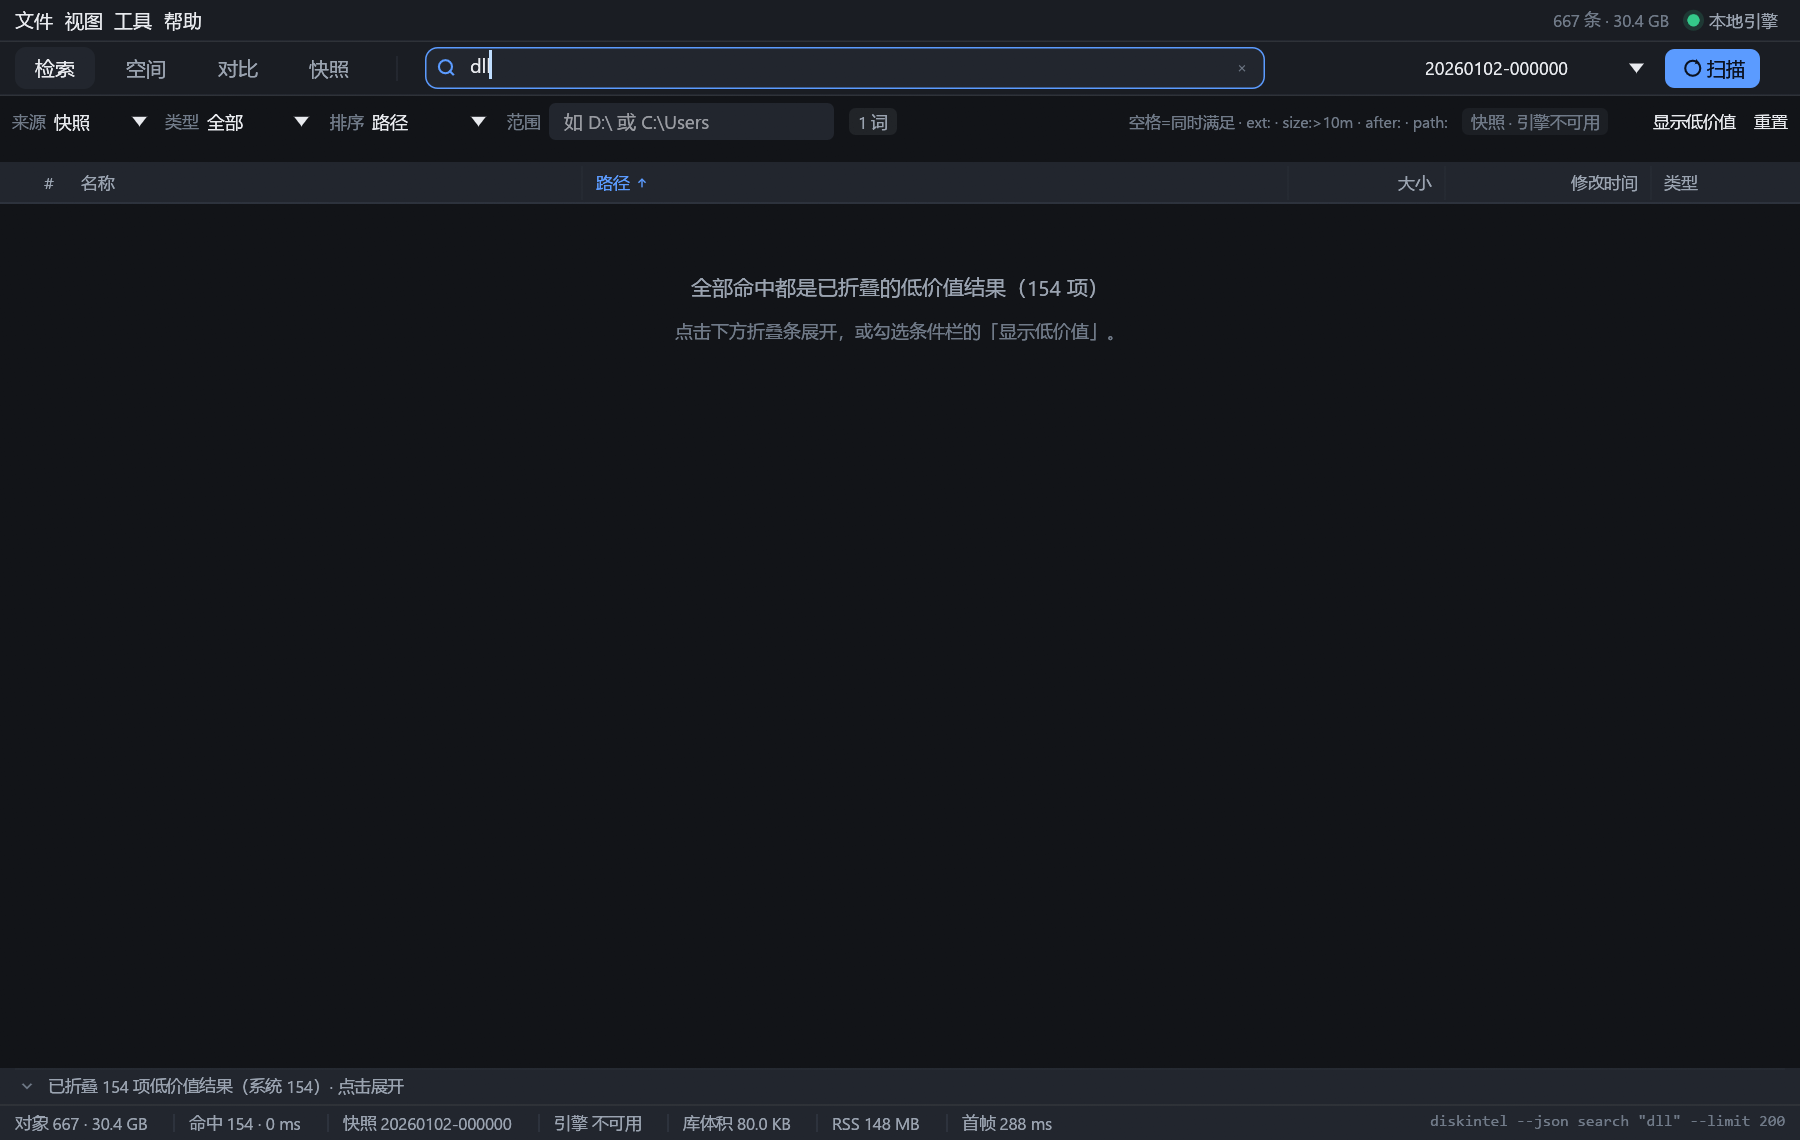 文件 视图 工具 帮助 667 条 · 30.4 GB 本地引擎
检索 空间 对比 快照 dll × 20260102-000000 扫描
来源 快照 类型 全部 排序 路径 范围 如 D:\ 或 C:\Users 1 词 空格=同时满足 · ext: · size:>10m · after: · path: 快照 · 引擎不可用 显示低价值 重置
# 名称 路径 ↑ 大小 修改时间 类型
全部命中都是已折叠的低价值结果（154 项）
点击下方折叠条展开，或勾选条件栏的「显示低价值」。
已折叠 154 项低价值结果（系统 154）· 点击展开
对象 667 · 30.4 GB 命中 154 · 0 ms 快照 20260102-000000 引擎 不可用 库体积 80.0 KB RSS 148 MB 首帧 288 ms diskintel --json search "dll" --limit 200